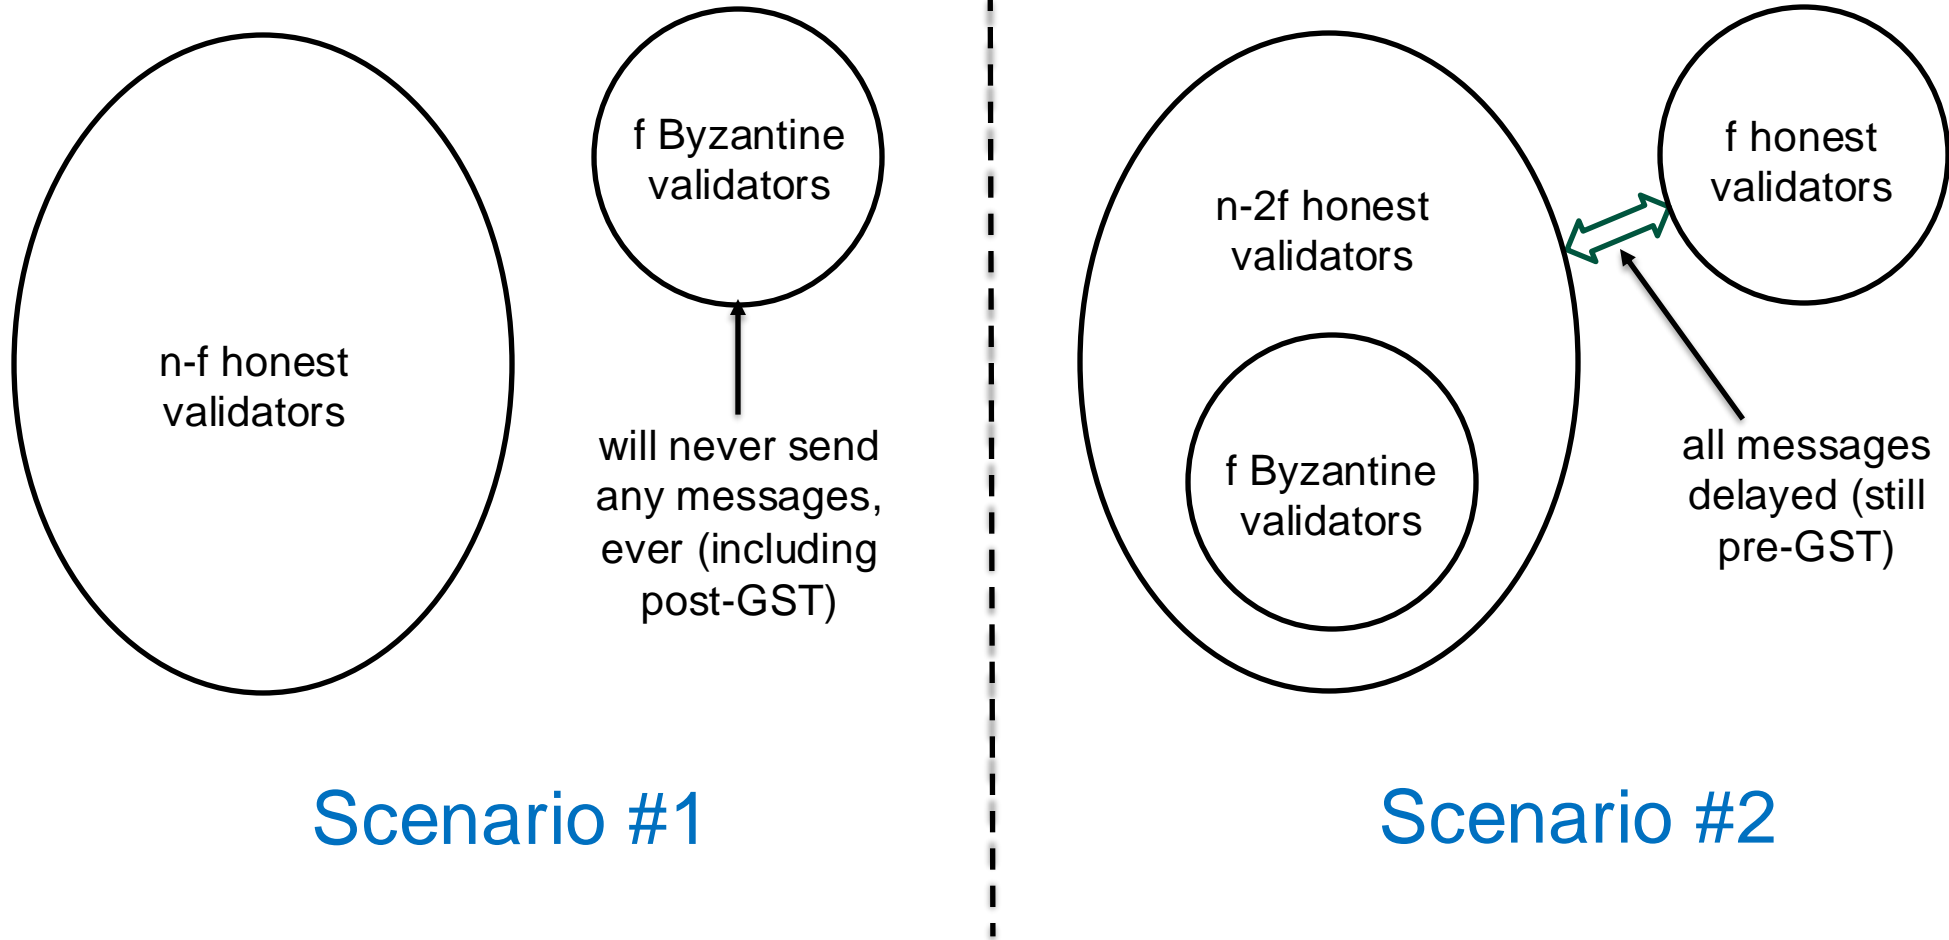 f Byzantine
validators
n-f honest
validators
will never send
any messages,
ever (including
post-GST)
Scenario #1
f honest
validators
n-2f honest
validators
f Byzantine
validators
all messages
delayed (still
pre-GST)
Scenario #2